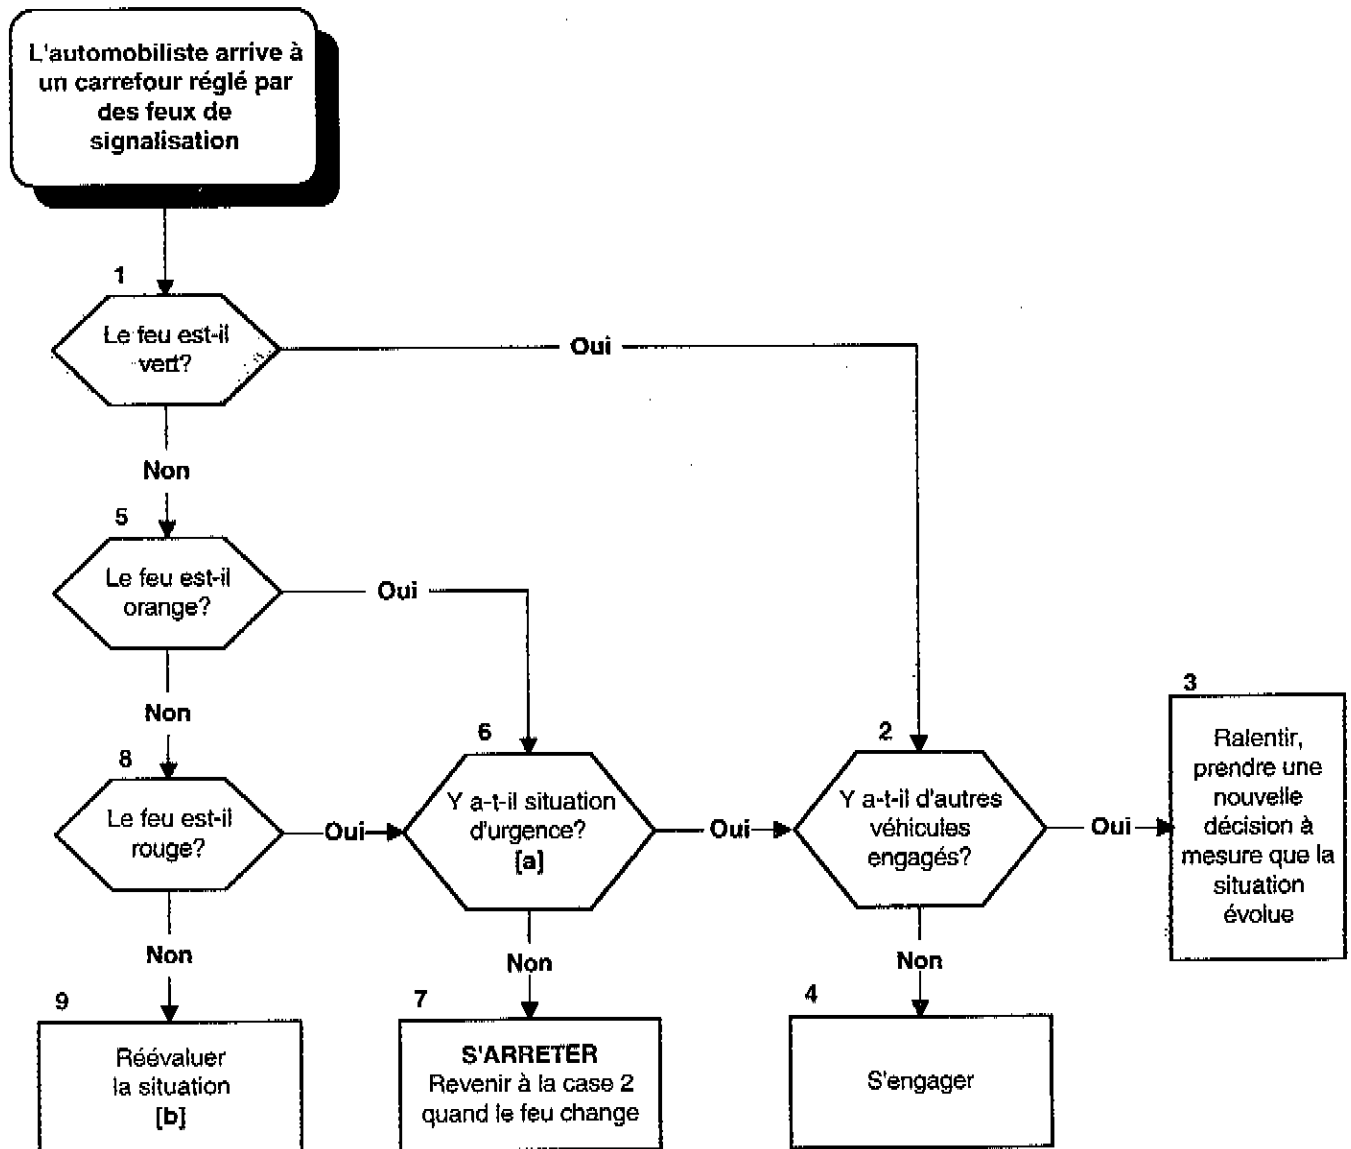 L'automobiliste arrive à
un carrefour réglé par
des feux de
signalisation
1
Le feu est-il
vert?
Oui
Non
5
Le feu est-il
orange?
Oui
Non
8
Le feu est-il
rouge?
Oui
6
Y a-t-il situation
d'urgence?
[a]
Oui
2
Y a-t-il d'autres
véhicules
engagés?
Oui
3
Ralentir,
prendre une
nouvelle
décision à
mesure que la
situation
évolue
Non
9
Réévaluer
la situation
[b]
Non
7
S'ARRETER
Revenir à la case 2
quand le feu change
Non
4
S'engager